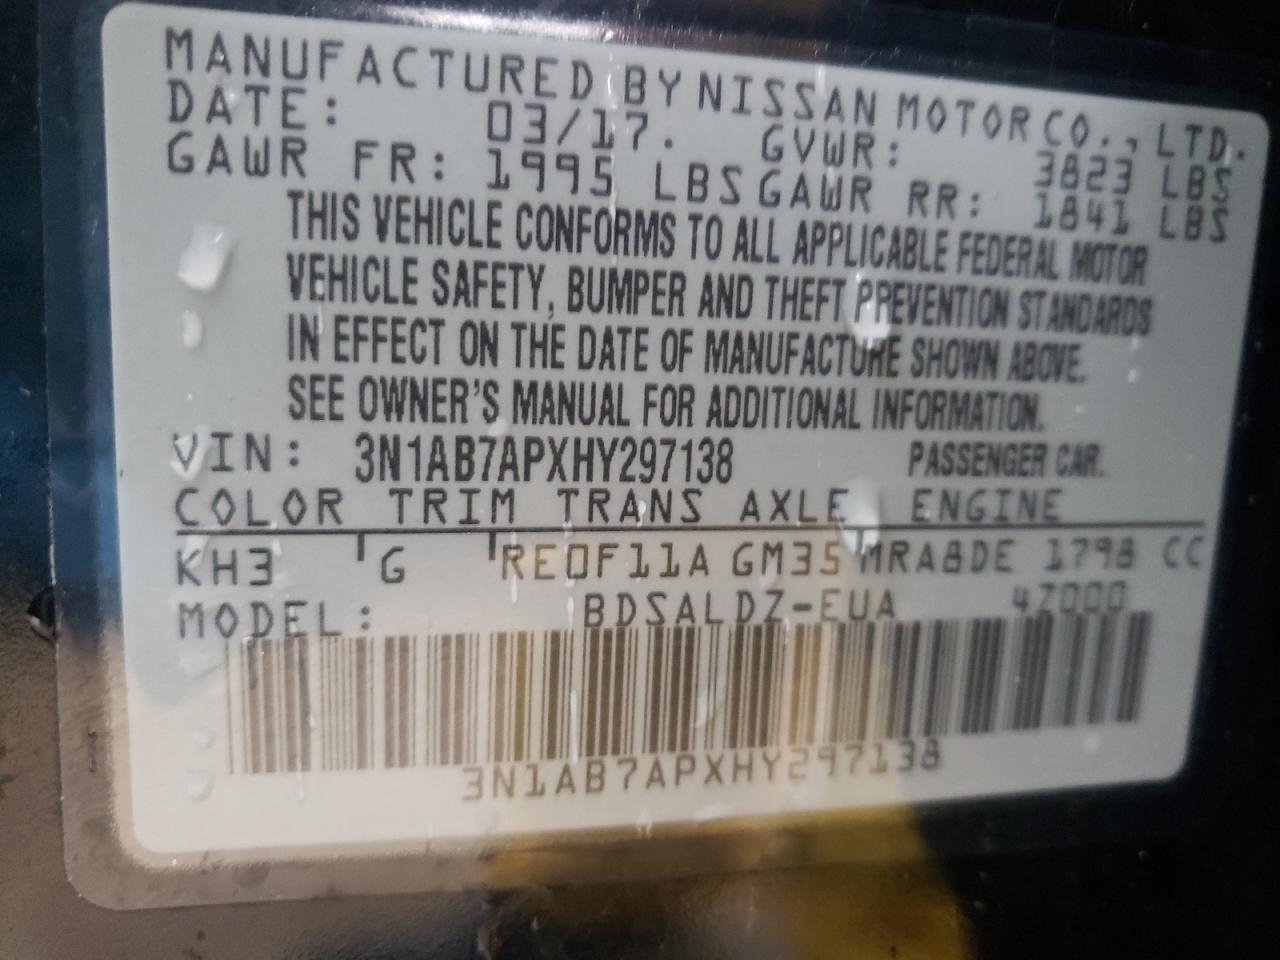 MANUFACTURED BY NISSAN MOTOR CO., LTD.
DATE: 03/17. GVWR: 3823 LBS
GAWR FR: 1995 LBS GAWR RR: 1841 LBS
THIS VEHICLE CONFORMS TO ALL APPLICABLE FEDERAL MOTOR
VEHICLE SAFETY, BUMPER AND THEFT PREVENTION STANDARDS
IN EFFECT ON THE DATE OF MANUFACTURE SHOWN ABOVE.
SEE OWNER'S MANUAL FOR ADDITIONAL INFORMATION.
VIN: 3N1AB7APXHY297138 PASSENGER CAR.
COLOR TRIM TRANS AXLE ENGINE
KH3 G RE0F11A GM35 MRA8DE 1798 CC
MODEL: BDSALDZ-EUA 4Z000
3N1AB7APXHY297138